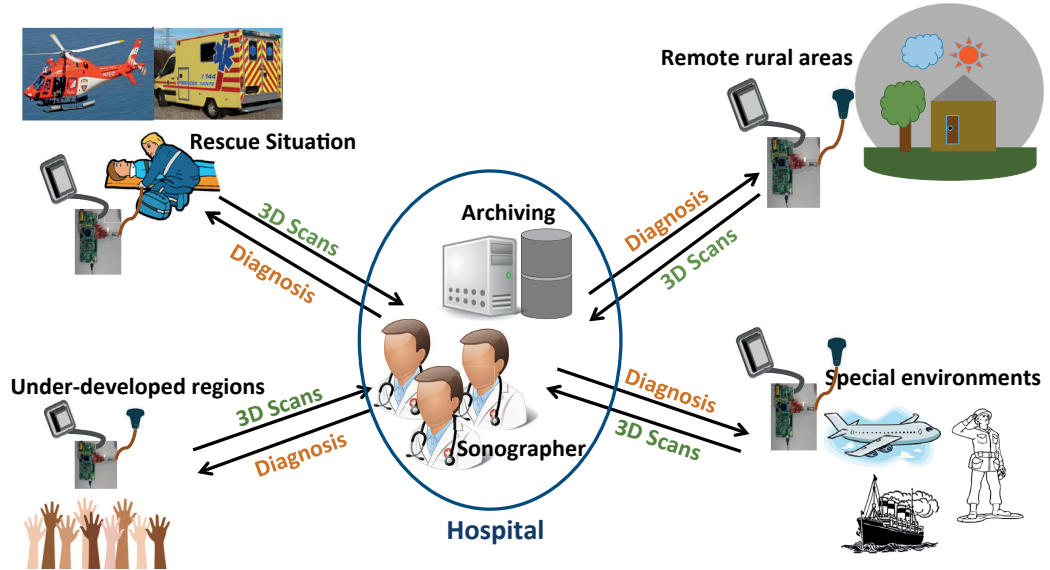 Remote rural areas
Rescue Situation
144
Archiving
3D Scans
Diagnosis
Diagnosis
3D Scans
Under-developed regions
3D Scans
Diagnosis
Diagnosis
3D Scans
Special environments
Sonographer
Hospital